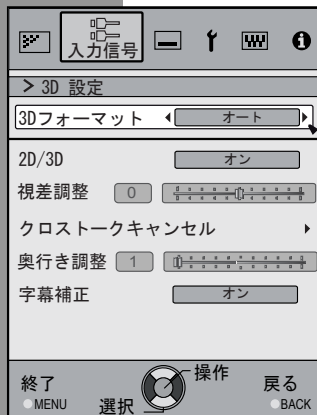 入力信号
> 3D 設定
3Dフォーマット オート
2D/3D オン
視差調整 0
クロストークキャンセル
奥行き調整 1
字幕補正 オン
操作
終了 戻る
MENU 選択 BACK